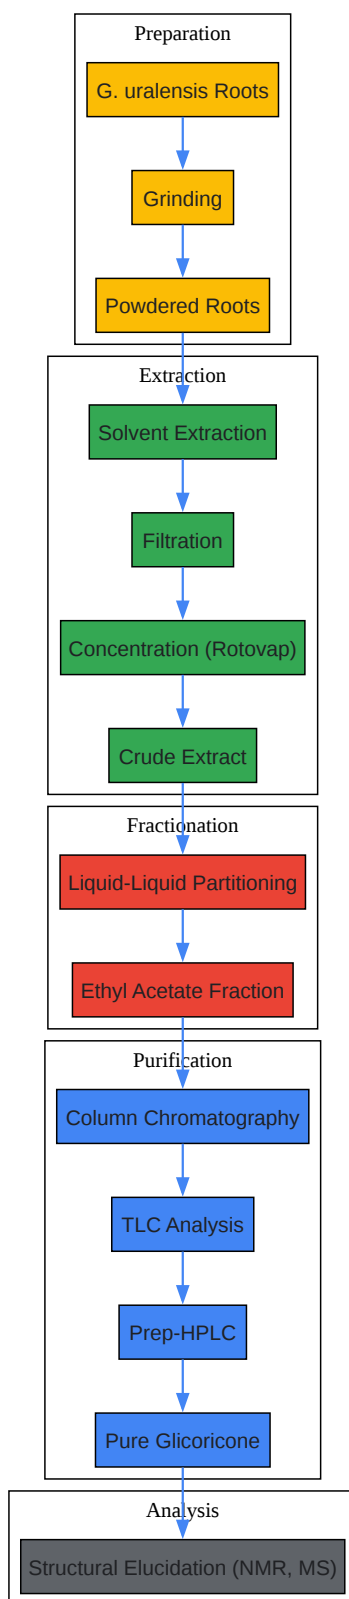 Preparation
G. uralensis Roots
Grinding
Powdered Roots
Extraction
Solvent Extraction
Filtration
Concentration (Rotovap)
Crude Extract
Fractionation
Liquid-Liquid Partitioning
Ethyl Acetate Fraction
Purification
Column Chromatography
TLC Analysis
Prep-HPLC
Pure Glicoricone
Analysis
Structural Elucidation (NMR, MS)